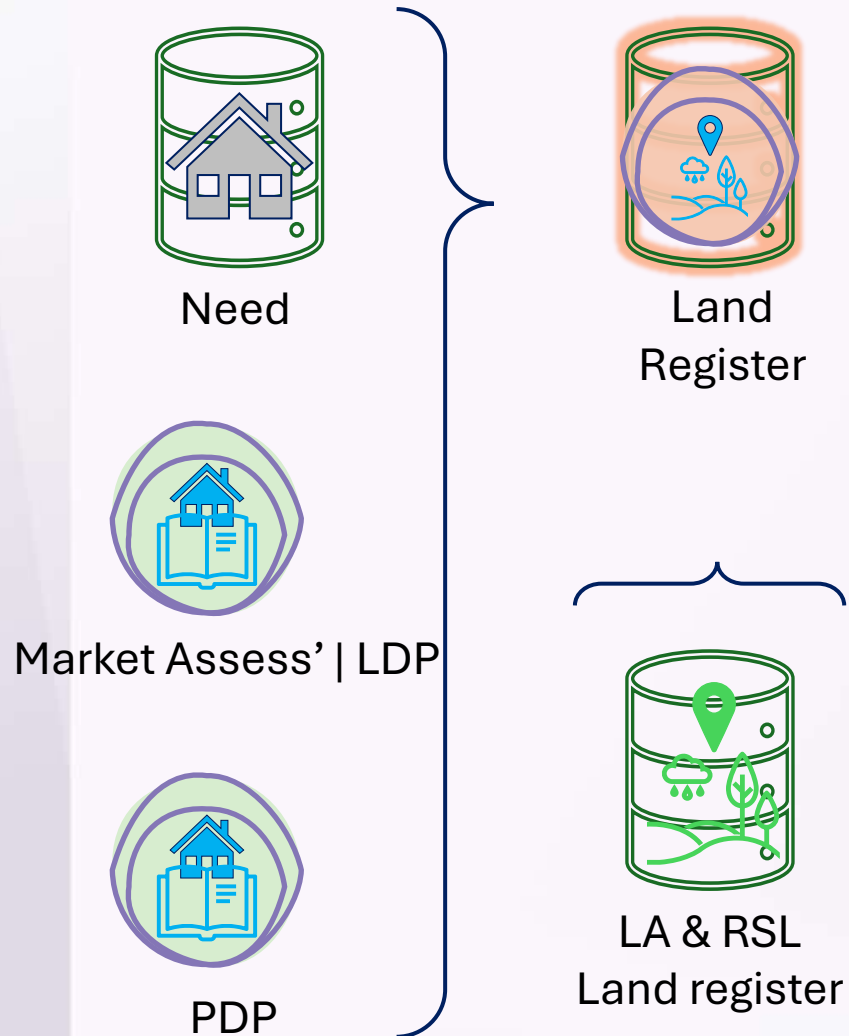 Need
Market Assess’ | LDP
PDP
Land
Register
LA & RSL
Land register